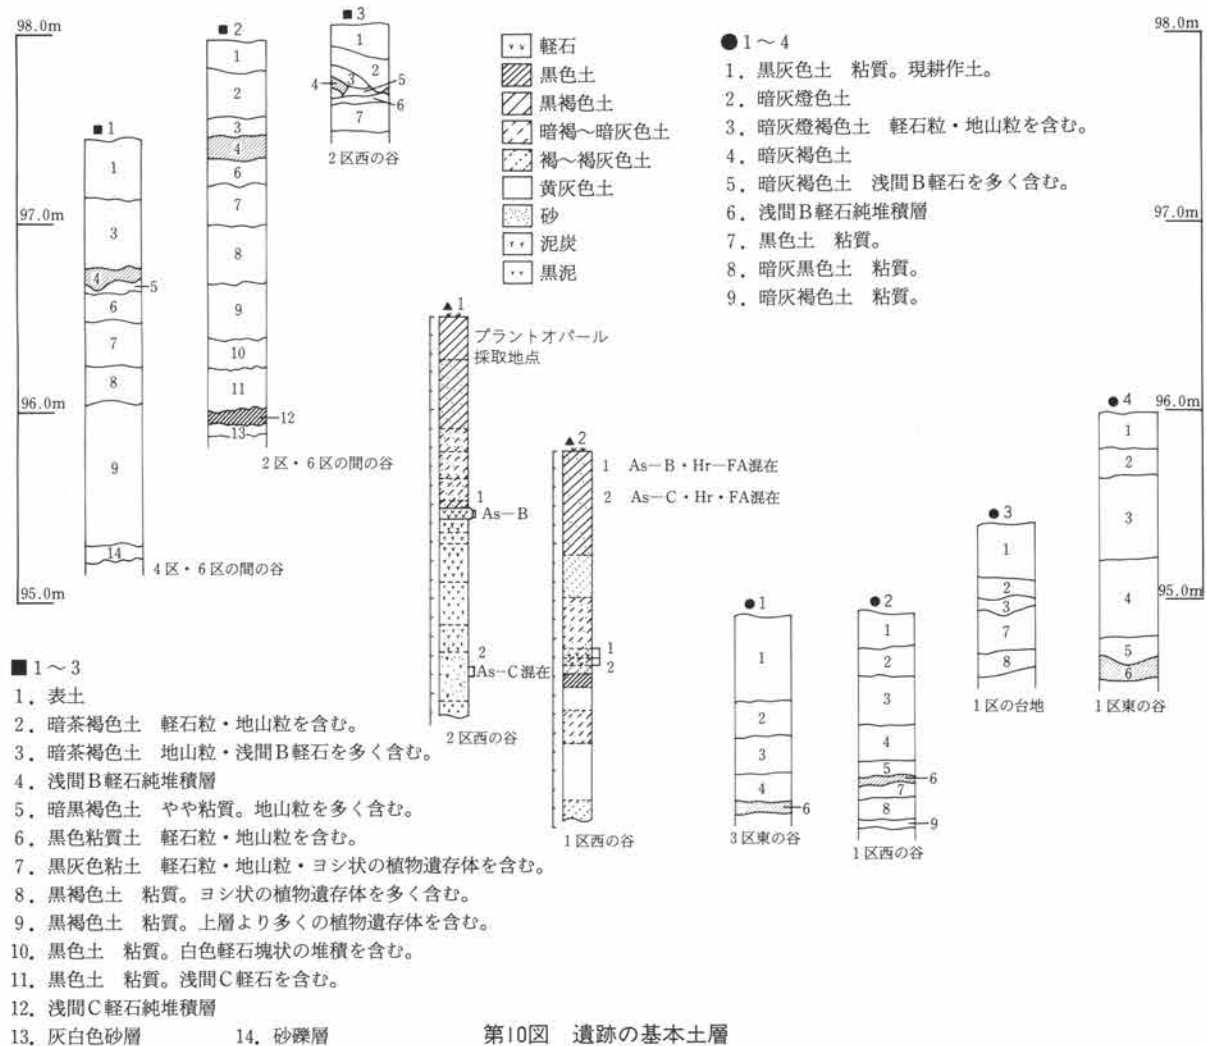 98.0m
97.0m
96.0m
95.0m
■1
1
3
4
5
6
7
8
9
14
4区・6区の間の谷
■2
1
2
3
4
6
7
8
9
10
11
12
13
2区・6区の間の谷
■3
1
2
3
4
5
6
7
2区西の谷
軽石
黒色土
黒褐色土
暗褐〜暗灰色土
褐〜褐灰色土
黄灰色土
砂
泥炭
黒泥
●1〜4
1. 黒灰色土 粘質。現耕作土。
2. 暗灰燈色土
3. 暗灰燈褐色土 軽石粒・地山粒を含む。
4. 暗灰褐色土
5. 暗灰褐色土 浅間B軽石を多く含む。
6. 浅間B軽石純堆積層
7. 黒色土 粘質。
8. 暗灰黒色土 粘質。
9. 暗灰褐色土 粘質。
98.0m
97.0m
96.0m
95.0m
▲1
プラントオパール
採取地点
1
As−B
2
As−C混在
2区西の谷
▲2
1 As−B・Hr−FA混在
2 As−C・Hr・FA混在
1
2
1区西の谷
●1
1
2
3
4
6
3区東の谷
●2
1
2
3
4
5
6
7
8
9
1区西の谷
●3
1
2
3
7
8
1区の台地
●4
1
2
3
4
5
6
1区東の谷
■1〜3
1. 表土
2. 暗茶褐色土 軽石粒・地山粒を含む。
3. 暗茶褐色土 地山粒・浅間B軽石を多く含む。
4. 浅間B軽石純堆積層
5. 暗黒褐色土 やや粘質。地山粒を多く含む。
6. 黒色粘質土 軽石粒・地山粒を含む。
7. 黒灰色粘土 軽石粒・地山粒・ヨシ状の植物遺存体を含む。
8. 黒褐色土 粘質。ヨシ状の植物遺存体を多く含む。
9. 黒褐色土 粘質。上層より多くの植物遺存体を含む。
10. 黒色土 粘質。白色軽石塊状の堆積を含む。
11. 黒色土 粘質。浅間C軽石を含む。
12. 浅間C軽石純堆積層
13. 灰白色砂層 14. 砂礫層
第10図 遺跡の基本土層